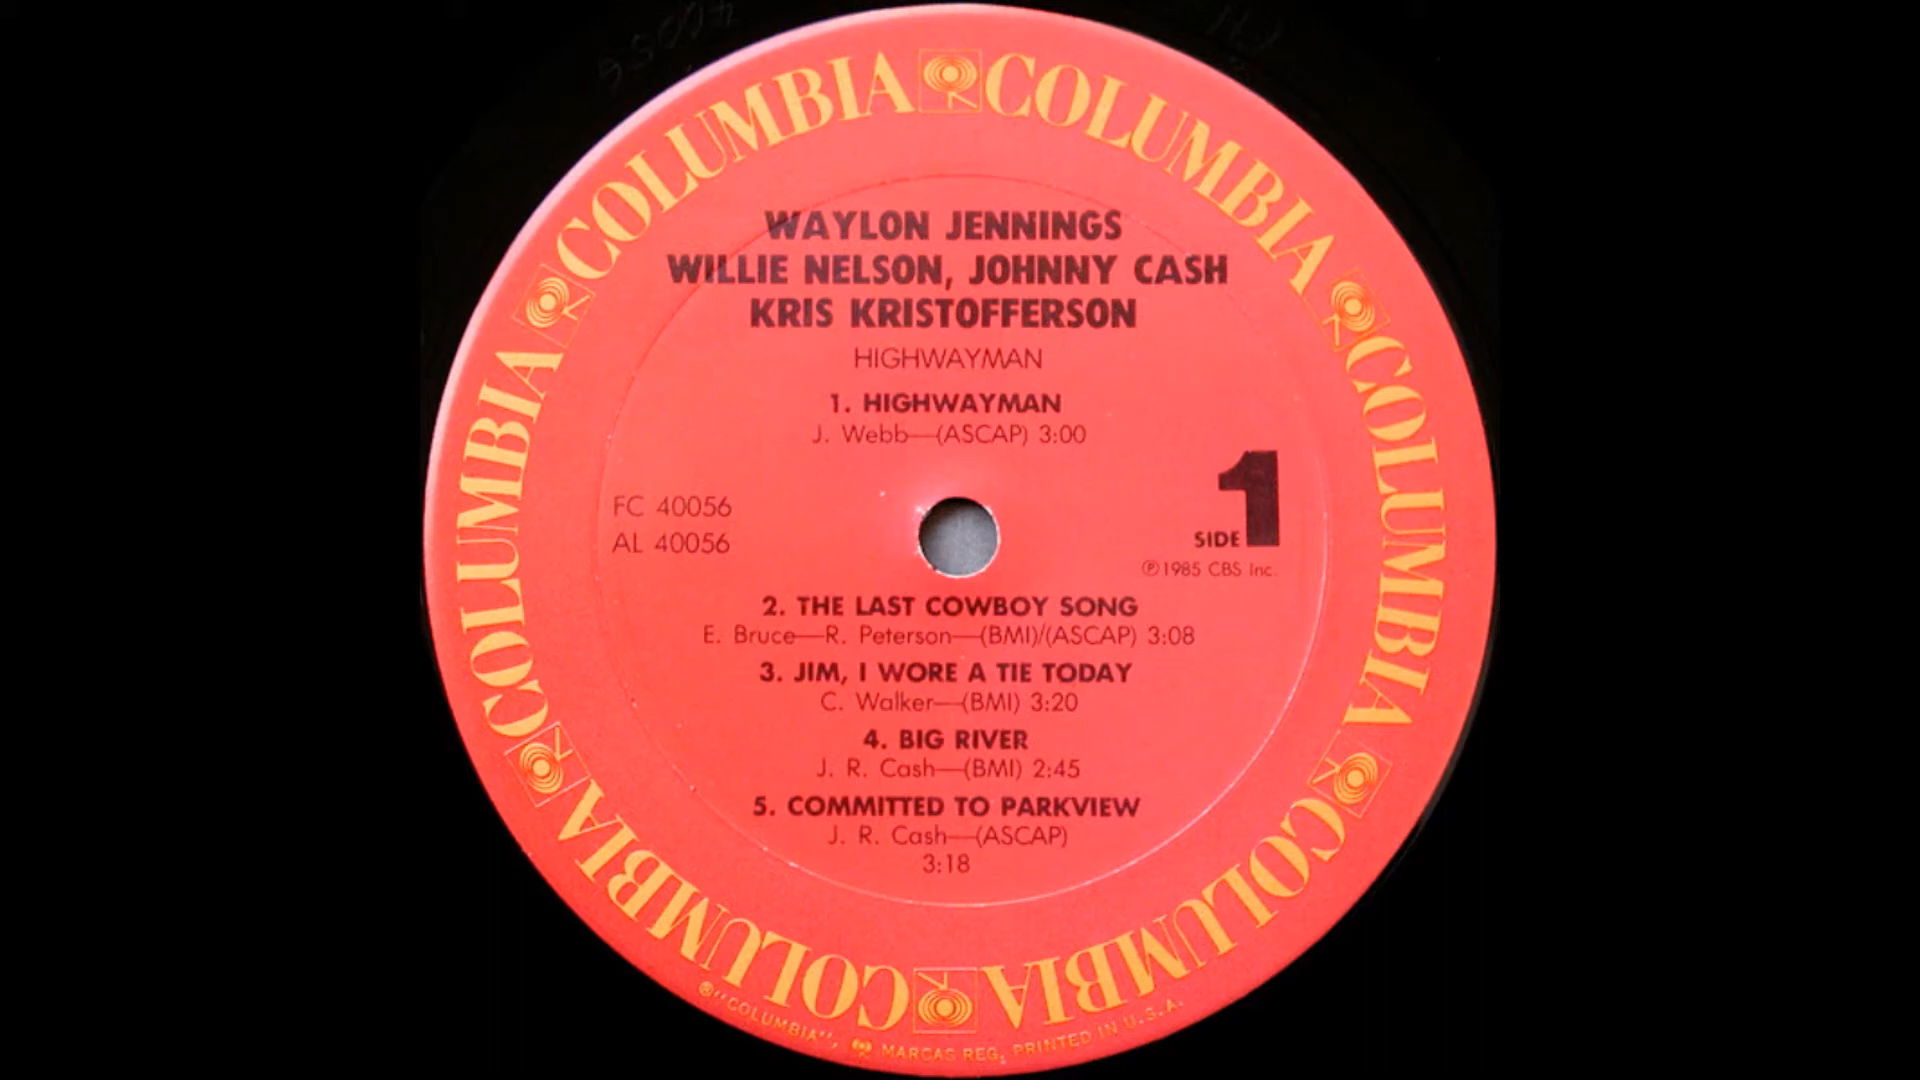 COLUMBIA COLUMBIA COLUMBIA COLUMBIA COLUMBIA COLUMBIA
WAYLON JENNINGS
WILLIE NELSON, JOHNNY CASH
KRIS KRISTOFFERSON
HIGHWAYMAN
1. HIGHWAYMAN
J. Webb—(ASCAP) 3:00
FC 40056
AL 40056
SIDE 1
℗1985 CBS Inc.
2. THE LAST COWBOY SONG
E. Bruce—R. Peterson—(BMI)/(ASCAP) 3:08
3. JIM, I WORE A TIE TODAY
C. Walker—(BMI) 3:20
4. BIG RIVER
J. R. Cash—(BMI) 2:45
5. COMMITTED TO PARKVIEW
J. R. Cash—(ASCAP)
3:18
®"COLUMBIA", MARCAS REG. PRINTED IN U.S.A.